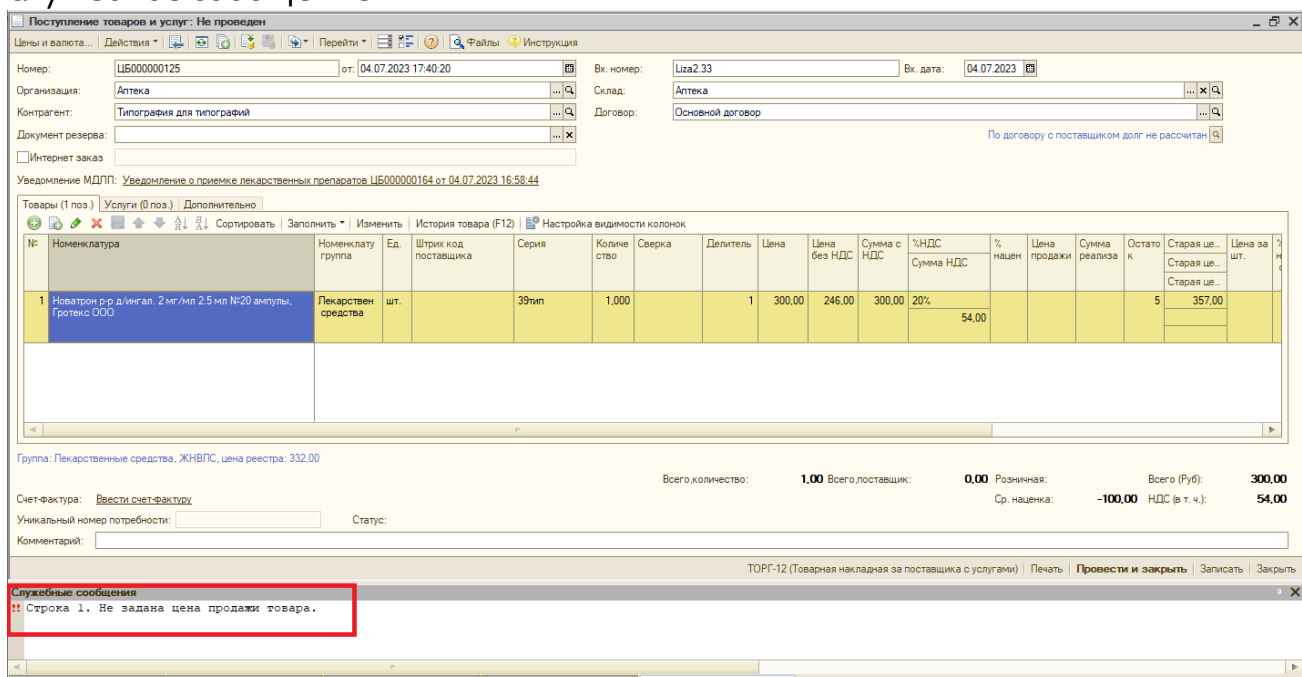 Поступление товаров и услуг: Не проведен
Цены и валюта... Действия Перейти Файлы Инструкция
Номер: ЦБ000000125 от: 04.07.2023 17:40:20 Вх. номер: Liza2.33 Вх. дата: 04.07.2023
Организация: Аптека Склад: Аптека
Контрагент: Типография для типографий Договор: Основной договор
Документ резерва: По договору с поставщиком долг не рассчитан
Интернет заказ
Уведомление МДЛП: Уведомление о приемке лекарственных препаратов ЦБ000000164 от 04.07.2023 16:58:44
Товары (1 поз.) Услуги (0 поз.) Дополнительно
Сортировать Заполнить Изменить История товара (F12) Настройка видимости колонок
№ Номенклатура Номенклату Ед. Штрих код Серия Количе Сверка Делитель Цена Цена Сумма с %НДС % Цена Сумма Остато Старая це... Цена за %
группа поставщика ство без НДС НДС Сумма НДС нацен продажи реализа к Старая це... шт.
Старая це...
1 Новатрон р-р д/ингал. 2 мг/мл 2.5 мл №20 ампулы, Лекарствен шт. 39тип 1,000 1 300,00 246,00 300,00 20% 5 357,00
Гротекс ООО средства 54,00
Группа: Лекарственные средства, ЖНВПС, цена реестра: 332,00
Всего,количество: 1,00 Всего,поставщик: 0,00 Розничная: Всего (Руб): 300,00
Счет-фактура: Ввести счет-фактуру Ср. наценка: -100,00 НДС (в т. ч.): 54,00
Уникальный номер потребности: Статус:
Комментарий:
ТОРГ-12 (Товарная накладная за поставщика с услугами) Печать Провести и закрыть Записать Закрыть
Служебные сообщения
!! Строка 1. Не задана цена продажи товара.